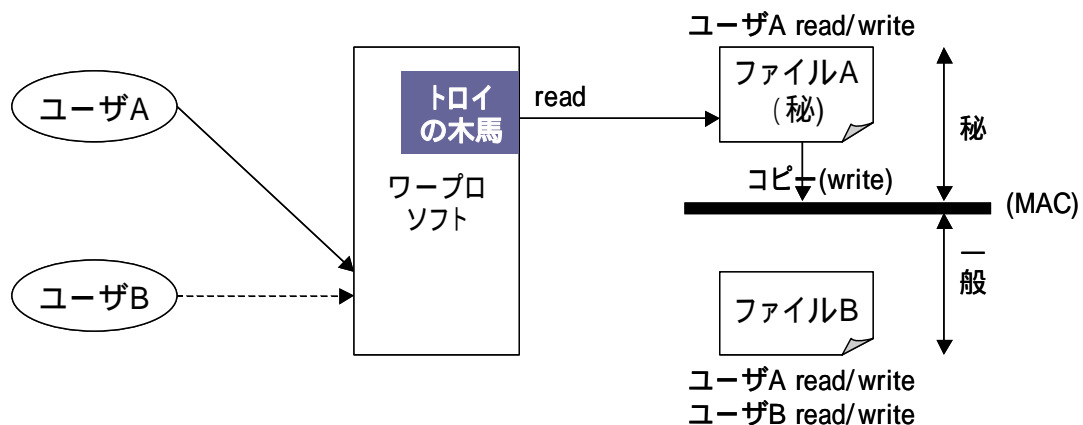 ユーザA read/write
ユーザA
トロイ
の木馬
read
ファイルA
(秘)
秘
ワープロ
ソフト
コピー(write)
(MAC)
一般
ユーザB
ファイルB
ユーザA read/write
ユーザB read/write